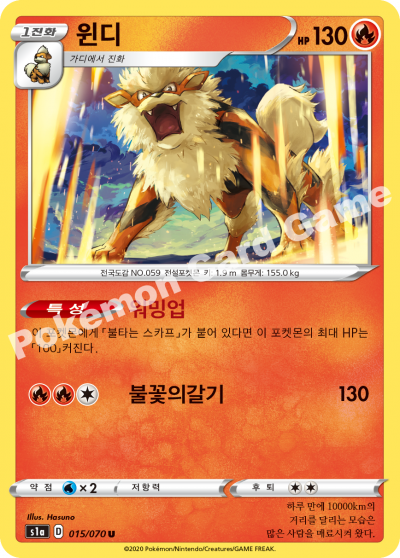 1진화
윈디
HP 130
가디에서 진화
전국도감 NO.059 전설포켓몬 키: 1.9 m 몸무게: 155.0 kg
Pokémon Card Game
특성 워밍업
이 포켓몬에게 「불타는 스카프」가 붙어 있다면 이 포켓몬의 최대 HP는
「100」커진다.
불꽃의갈기 130
약점 ×2 저항력 후퇴
Illus. Hasuno
s1a D 015/070 U
하루 만에 10000km의
거리를 달리는 모습은
많은 사람을 매료시켜 왔다.
©2020 Pokémon/Nintendo/Creatures/GAME FREAK.